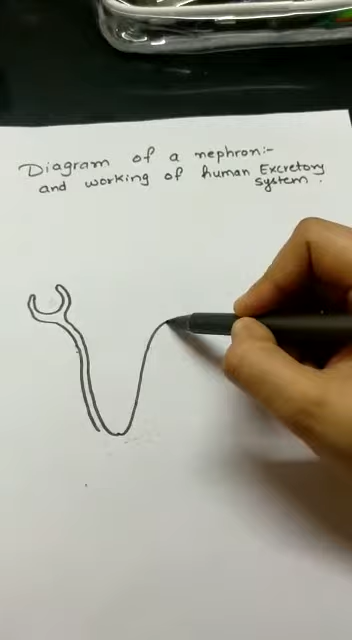 Diagram of a nephron:-
and working of human Excretory
system.